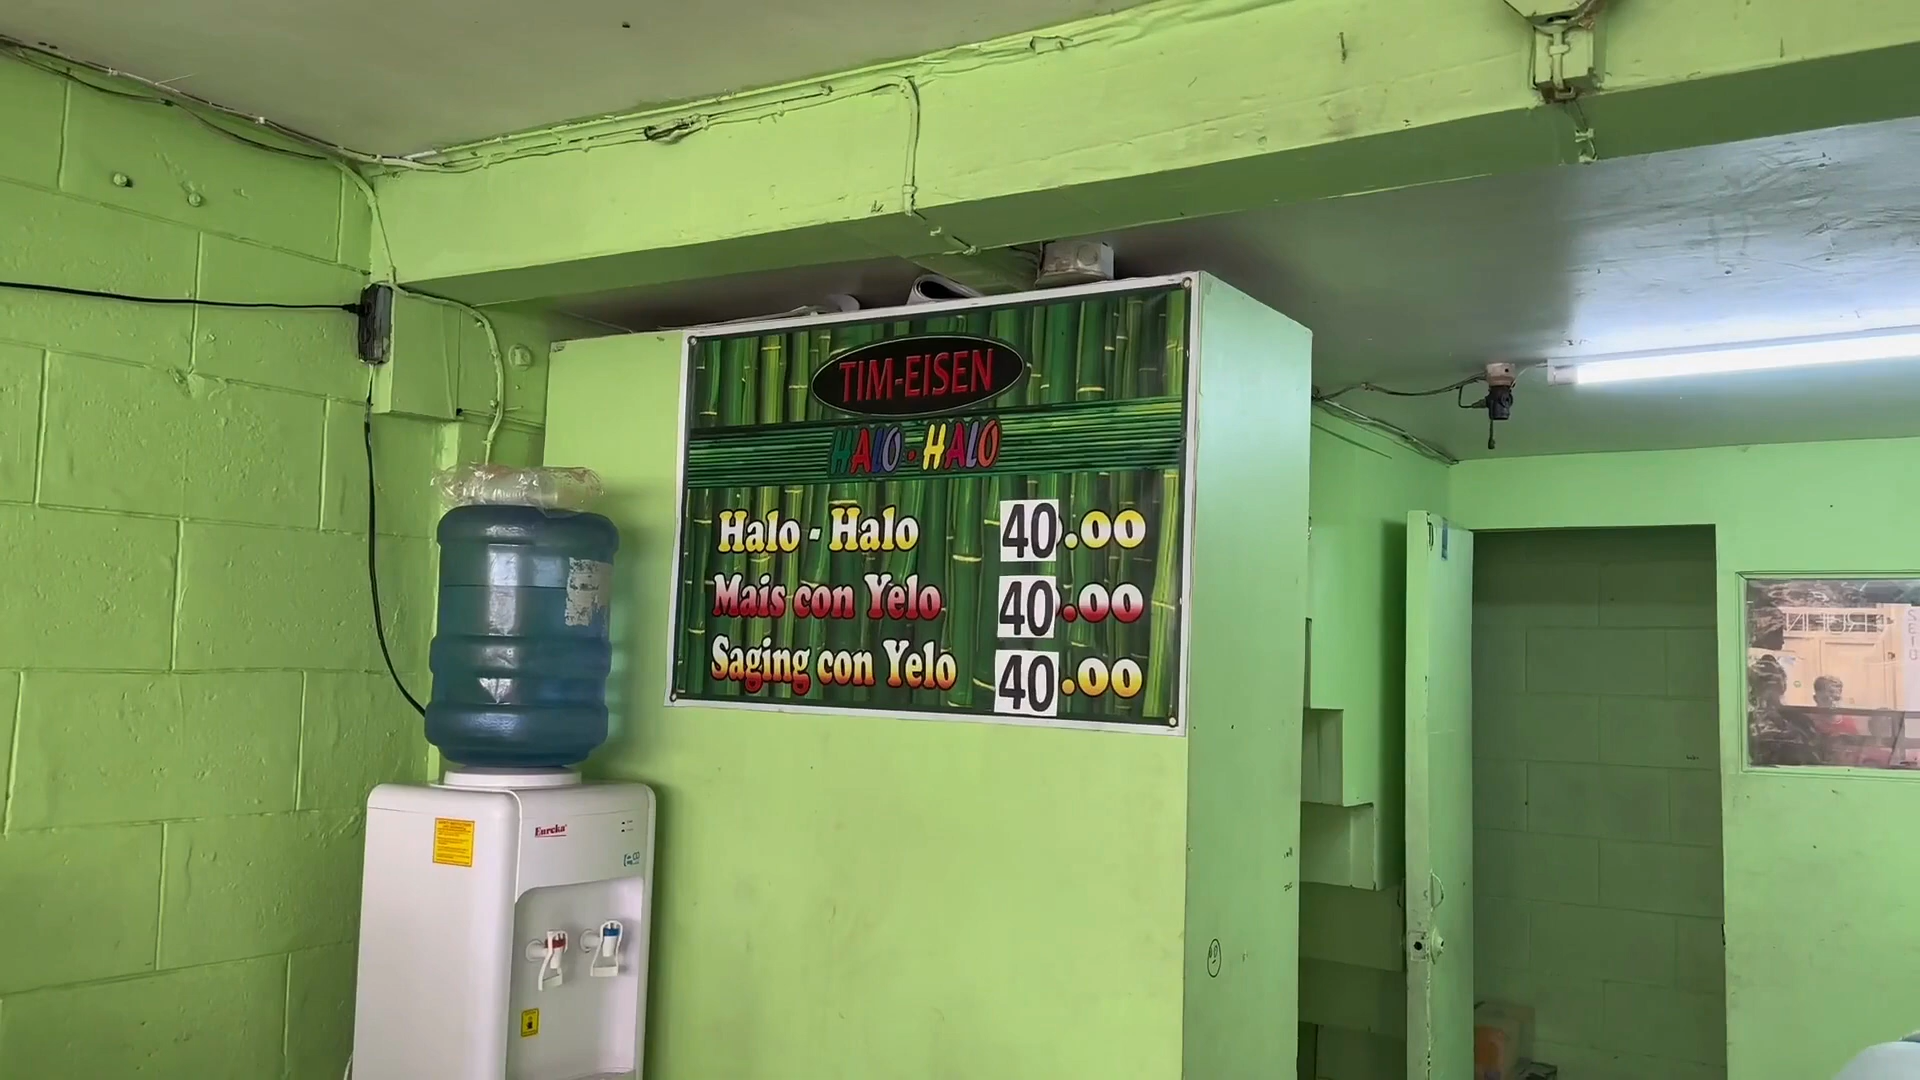 TIM-EISEN
HALO-HALO
Halo - Halo 40.00
Mais con Yelo 40.00
Saging con Yelo 40.00
Eureka